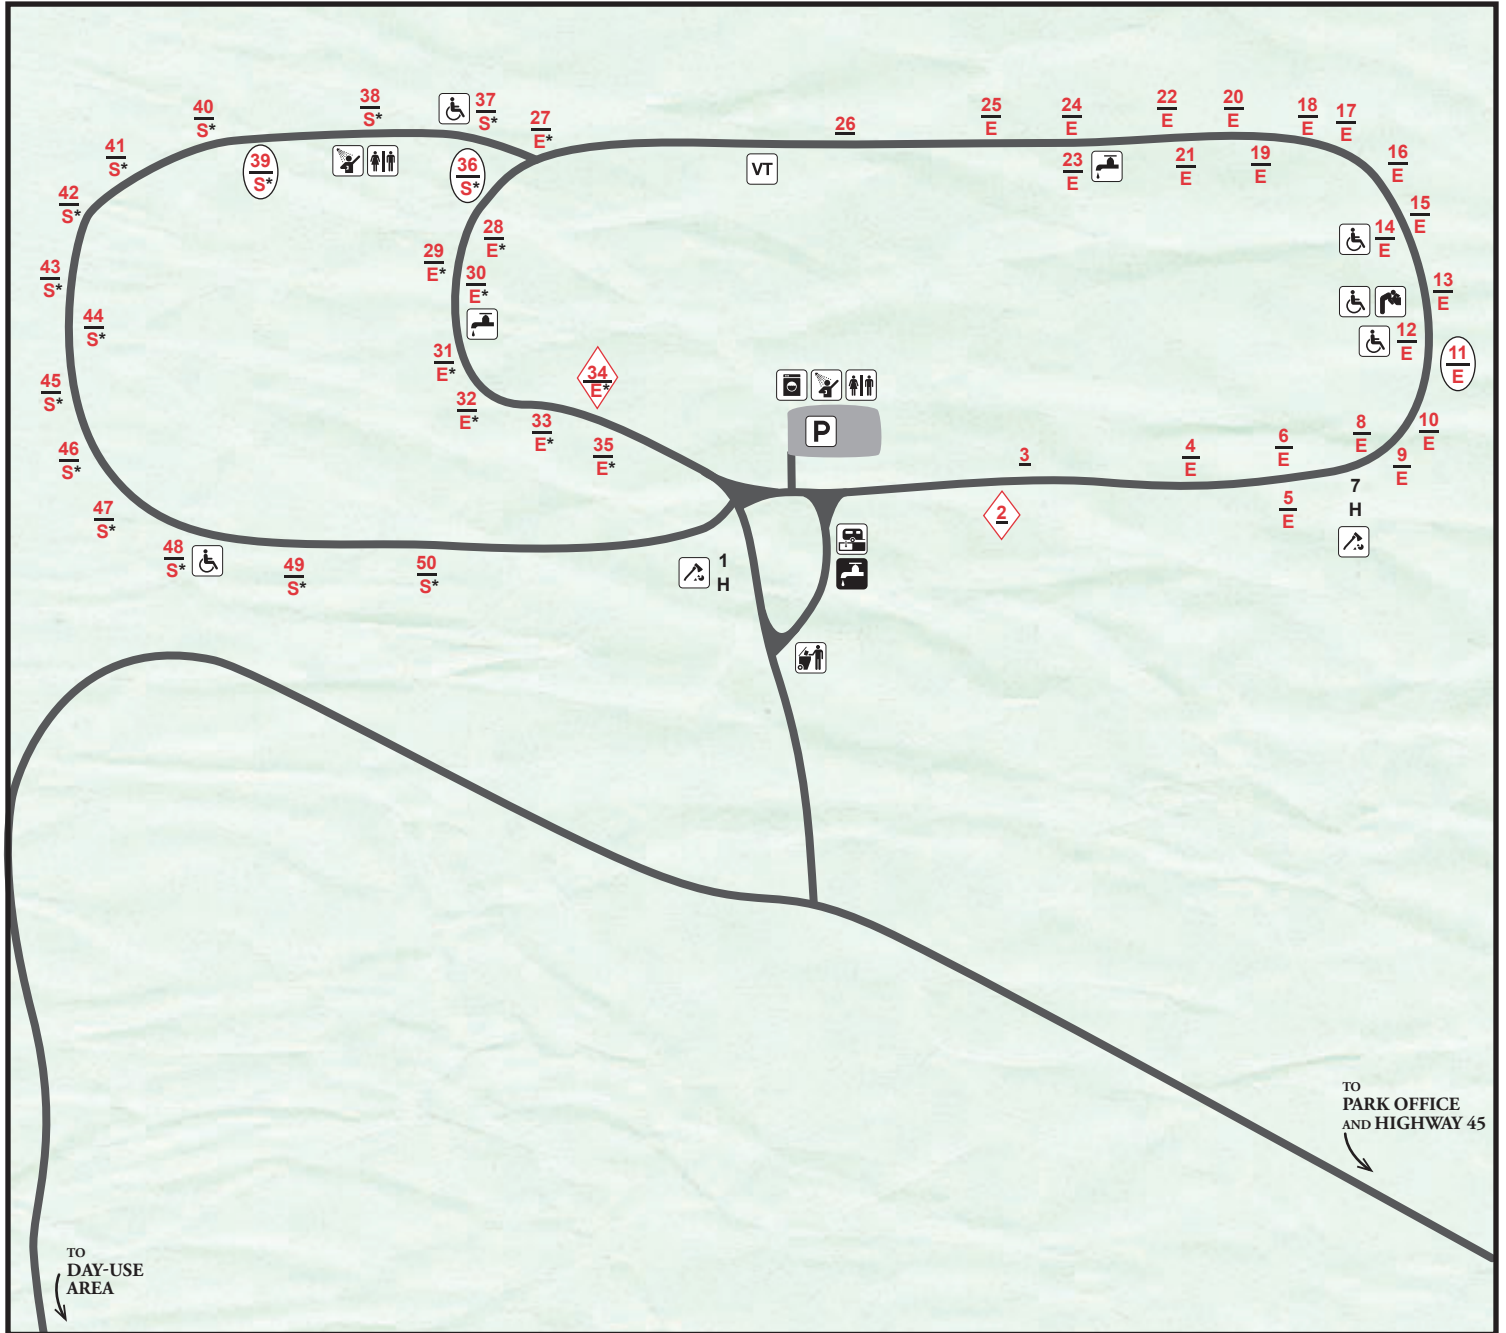 40
S*
38
S*
37
S*
27
E*
26
25
E
24
E
22
E
20
E
18
E
17
E
41
S*
39
S*
36
S*
VT
23
E
21
E
19
E
16
E
42
S*
15
E
28
E*
14
E
29
E*
30
E*
43
S*
13
E
44
S*
12
E
31
E*
11
E
34
E*
45
S*
32
E*
33
E*
P
35
E*
3
4
E
6
E
8
E
10
E
9
E
46
S*
2
5
E
7
H
47
S*
48
S*
49
S*
50
S*
1
H
TO
PARK OFFICE
AND HIGHWAY 45
TO
DAY-USE
AREA